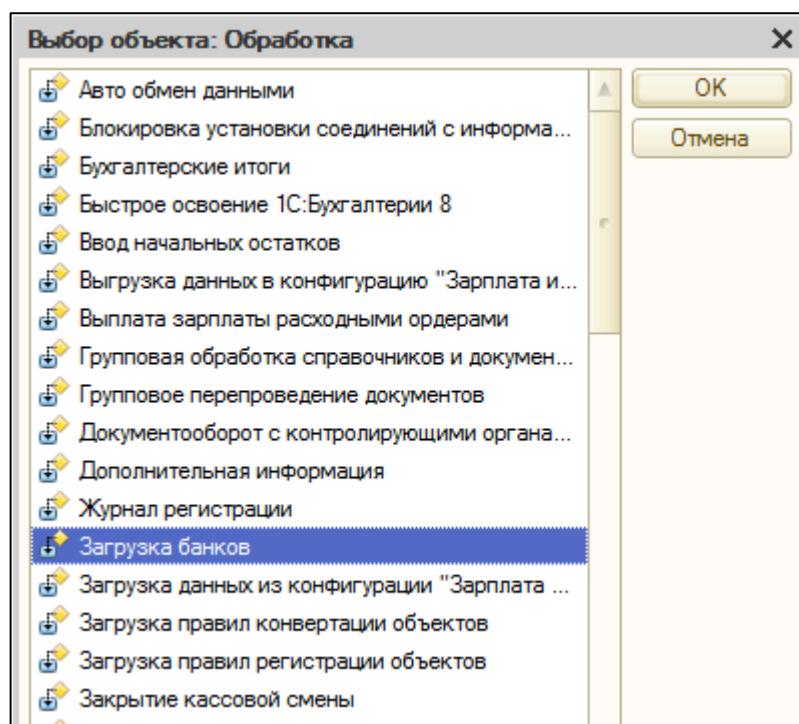 Выбор объекта: Обработка
Авто обмен данными
Блокировка установки соединений с информа...
Бухгалтерские итоги
Быстрое освоение 1С:Бухгалтерии 8
Ввод начальных остатков
Выгрузка данных в конфигурацию "Зарплата и...
Выплата зарплаты расходными ордерами
Групповая обработка справочников и докумен...
Групповое перепроведение документов
Документооборот с контролирующими органа...
Дополнительная информация
Журнал регистрации
Загрузка банков
Загрузка данных из конфигурации "Зарплата ...
Загрузка правил конвертации объектов
Загрузка правил регистрации объектов
Закрытие кассовой смены
OK
Отмена